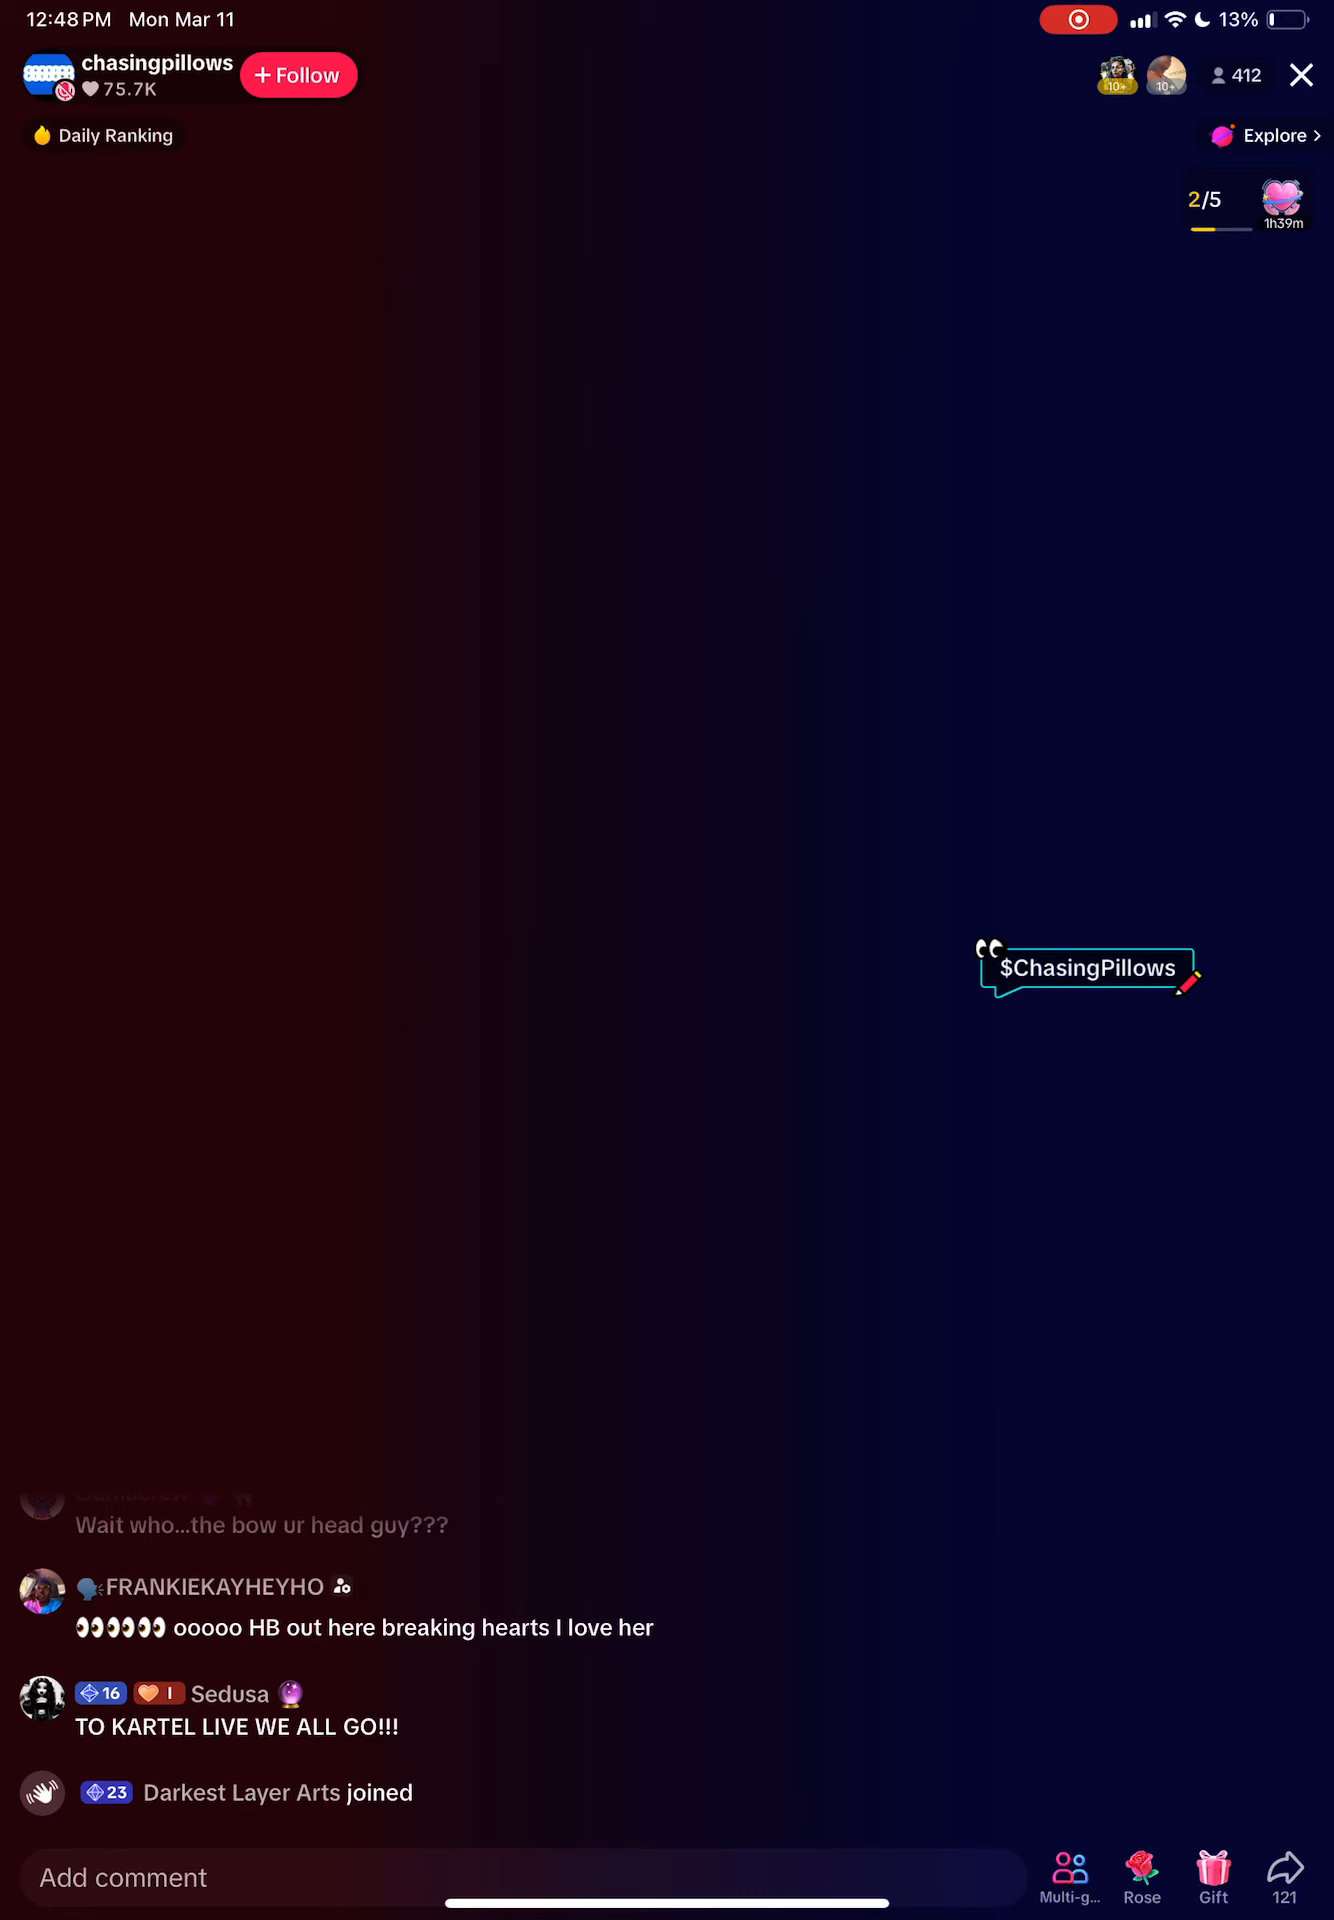 12:48 PM Mon Mar 11
13%
chasingpillows
75.7K
+ Follow
10+
10+
412
Daily Ranking
Explore >
2/5
1h39m
$ChasingPillows
Wait who...the bow ur head guy???
FRANKIEKAYHEYHO
ooooo HB out here breaking hearts I love her
16 I Sedusa
TO KARTEL LIVE WE ALL GO!!!
23 Darkest Layer Arts joined
Add comment
Multi-g...
Rose
Gift
121